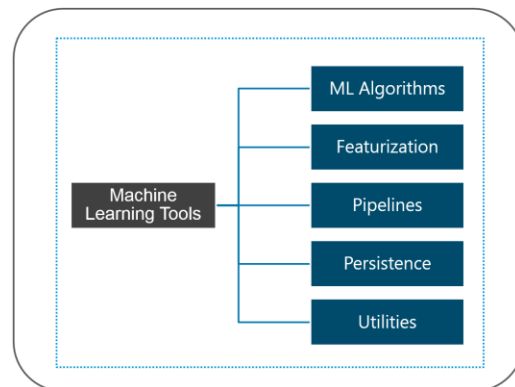 Machine
Learning Tools
ML Algorithms
Featurization
Pipelines
Persistence
Utilities